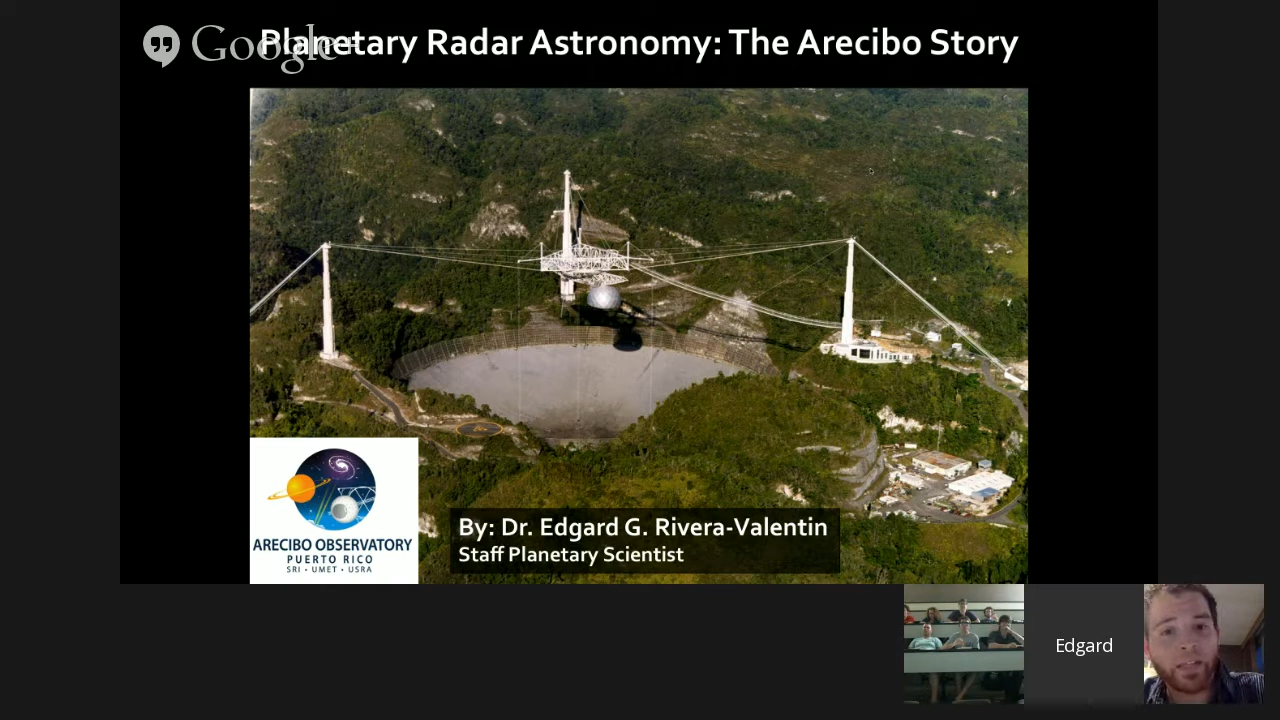 Google+
Planetary Radar Astronomy: The Arecibo Story
ARECIBO OBSERVATORY
PUERTO RICO
SRI • UMET • USRA
By: Dr. Edgard G. Rivera-Valentin
Staff Planetary Scientist
Edgard